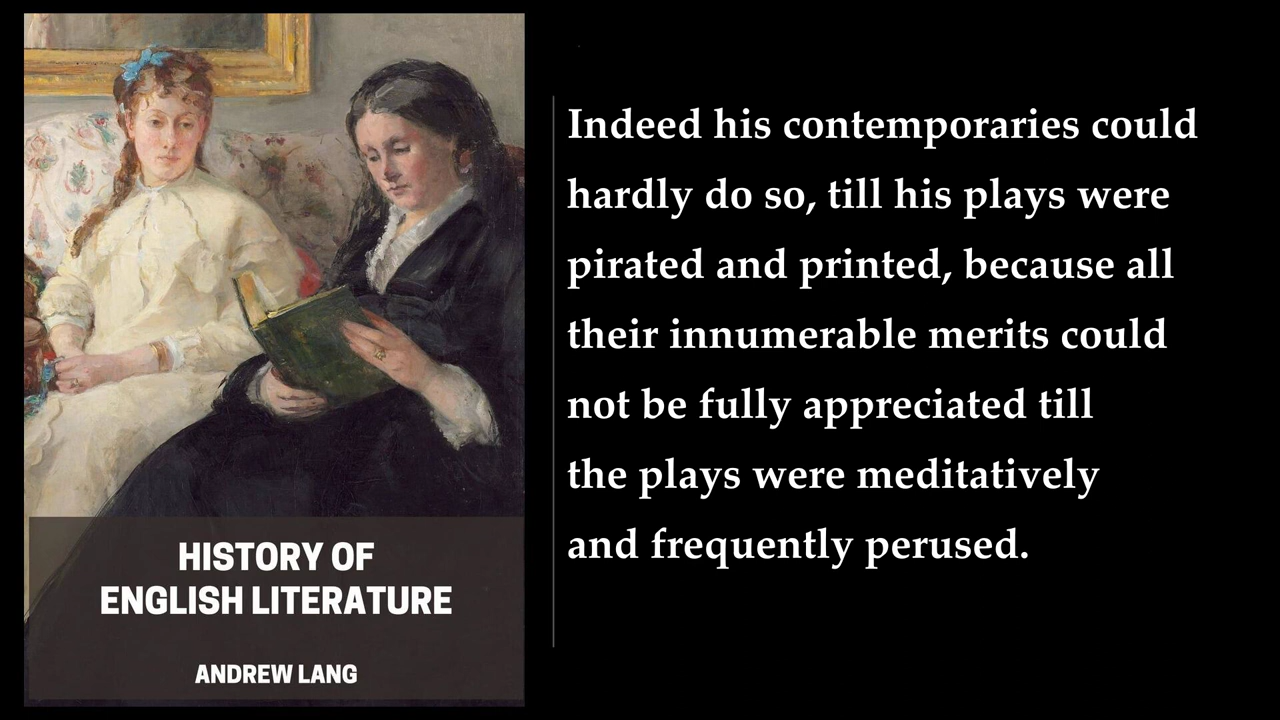 HISTORY OF
ENGLISH LITERATURE
ANDREW LANG
Indeed his contemporaries could
hardly do so, till his plays were
pirated and printed, because all
their innumerable merits could
not be fully appreciated till
the plays were meditatively
and frequently perused.